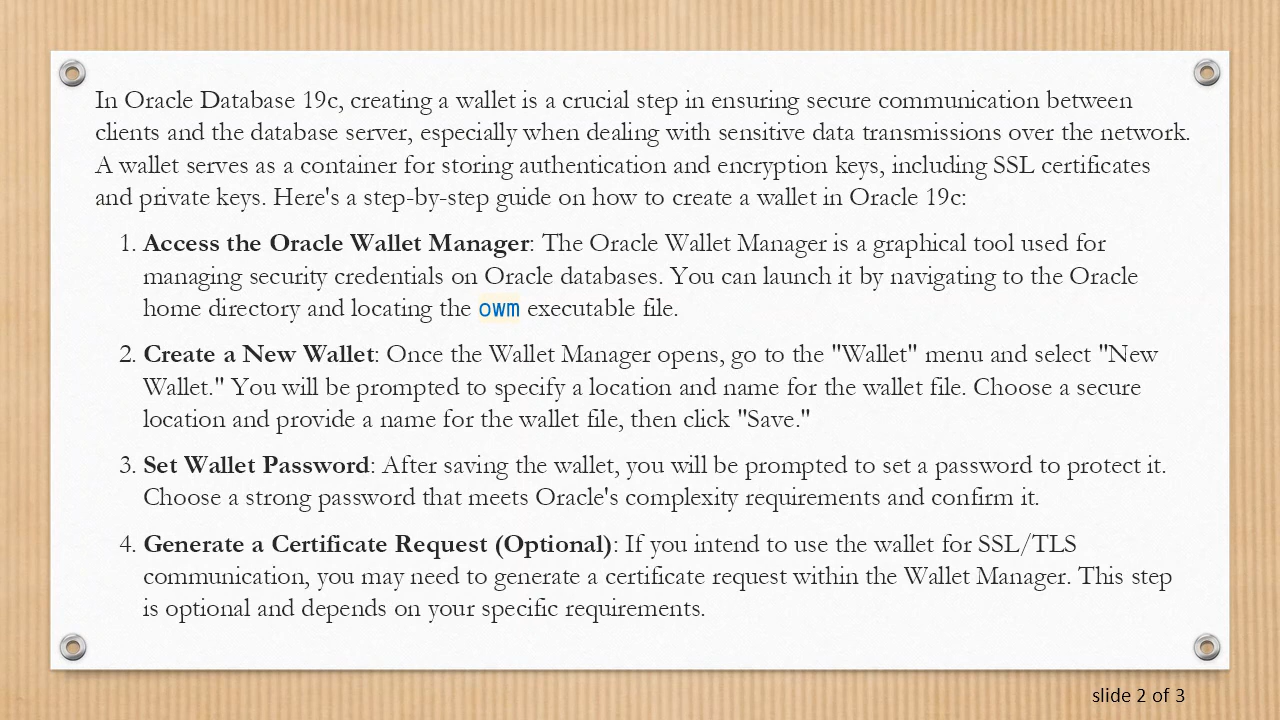 In Oracle Database 19c, creating a wallet is a crucial step in ensuring secure communication between
clients and the database server, especially when dealing with sensitive data transmissions over the network.
A wallet serves as a container for storing authentication and encryption keys, including SSL certificates
and private keys. Here's a step-by-step guide on how to create a wallet in Oracle 19c:
1. Access the Oracle Wallet Manager: The Oracle Wallet Manager is a graphical tool used for
managing security credentials on Oracle databases. You can launch it by navigating to the Oracle
home directory and locating the owm executable file.
2. Create a New Wallet: Once the Wallet Manager opens, go to the "Wallet" menu and select "New
Wallet." You will be prompted to specify a location and name for the wallet file. Choose a secure
location and provide a name for the wallet file, then click "Save."
3. Set Wallet Password: After saving the wallet, you will be prompted to set a password to protect it.
Choose a strong password that meets Oracle's complexity requirements and confirm it.
4. Generate a Certificate Request (Optional): If you intend to use the wallet for SSL/TLS
communication, you may need to generate a certificate request within the Wallet Manager. This step
is optional and depends on your specific requirements.
slide 2 of 3